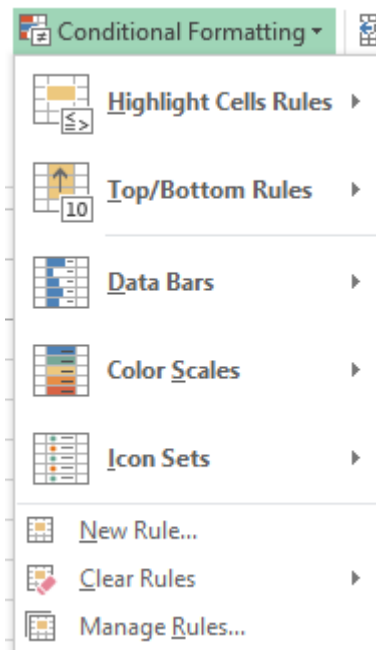 Conditional Formatting
Highlight Cells Rules
10
Top/Bottom Rules
Data Bars
Color Scales
Icon Sets
New Rule...
Clear Rules
Manage Rules...